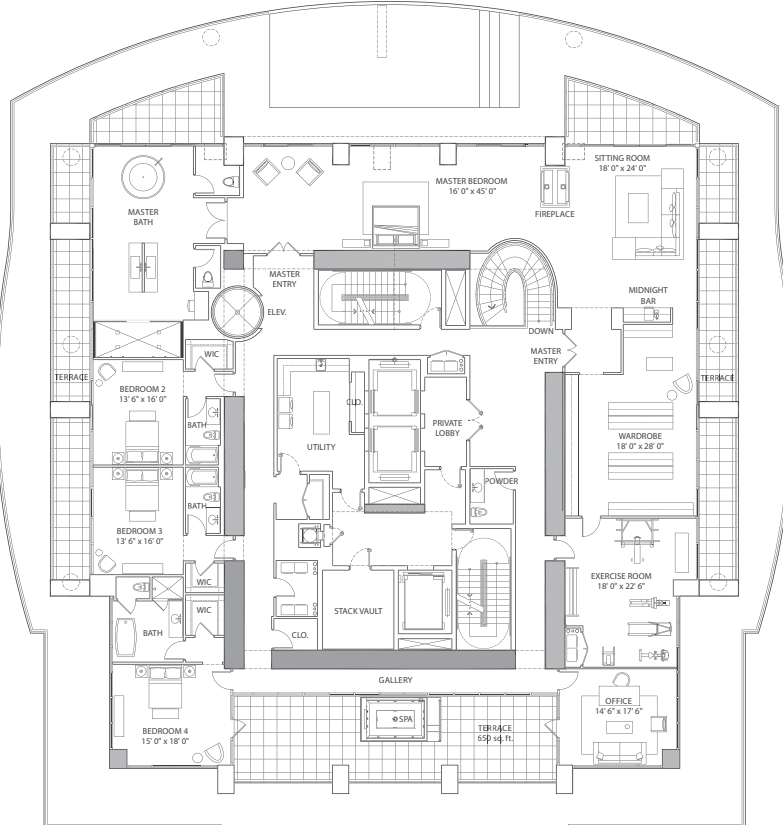 SITTING ROOM
18' 0" x 24' 0"
MASTER BEDROOM
16' 0" x 45' 0"
FIREPLACE
MASTER
BATH
MASTER
ENTRY
MIDNIGHT
BAR
ELEV.
DOWN
MASTER
ENTRY
WIC
TERRACE
BEDROOM 2
13' 6" x 16' 0"
CLO.
TERRACE
BATH
PRIVATE
LOBBY
UTILITY
WARDROBE
18' 0" x 28' 0"
POWDER
BATH
BEDROOM 3
13' 6" x 16' 0"
WIC
EXERCISE ROOM
18' 0" x 22' 6"
WIC
STACK VAULT
BATH
CLO.
GALLERY
OFFICE
14' 6" x 17' 6"
SPA
BEDROOM 4
15' 0" x 18' 0"
TERRACE
650 sq. ft.